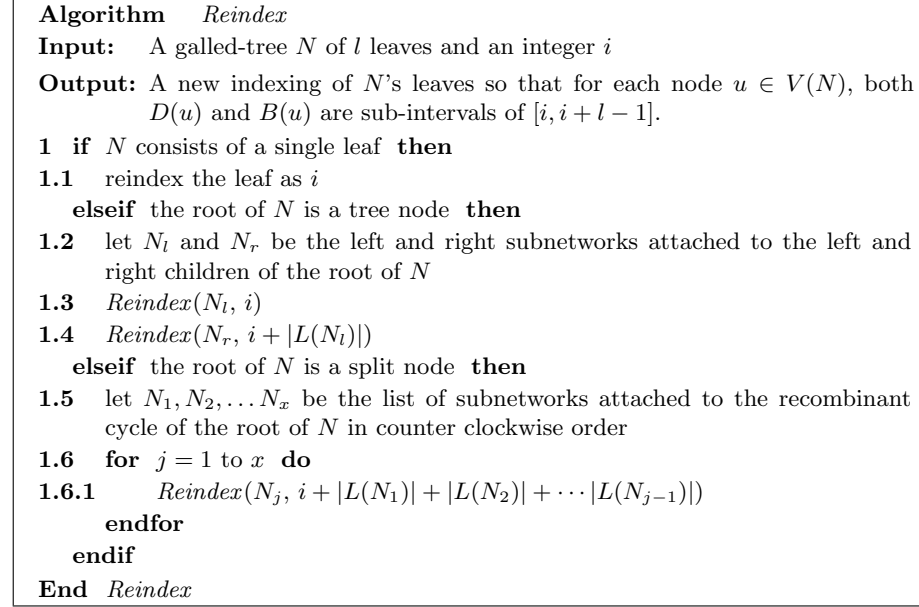 Algorithm Reindex
Input: A galled-tree N of l leaves and an integer i
Output: A new indexing of N's leaves so that for each node u ∈ V(N), both
D(u) and B(u) are sub-intervals of [i, i + l − 1].
1 if N consists of a single leaf then
1.1 reindex the leaf as i
elseif the root of N is a tree node then
1.2 let N_l and N_r be the left and right subnetworks attached to the left and
right children of the root of N
1.3 Reindex(N_l, i)
1.4 Reindex(N_r, i + |L(N_l)|)
elseif the root of N is a split node then
1.5 let N_1, N_2, . . . N_x be the list of subnetworks attached to the recombinant
cycle of the root of N in counter clockwise order
1.6 for j = 1 to x do
1.6.1 Reindex(N_j, i + |L(N_1)| + |L(N_2)| + · · · |L(N_{j−1})|)
endfor
endif
End Reindex